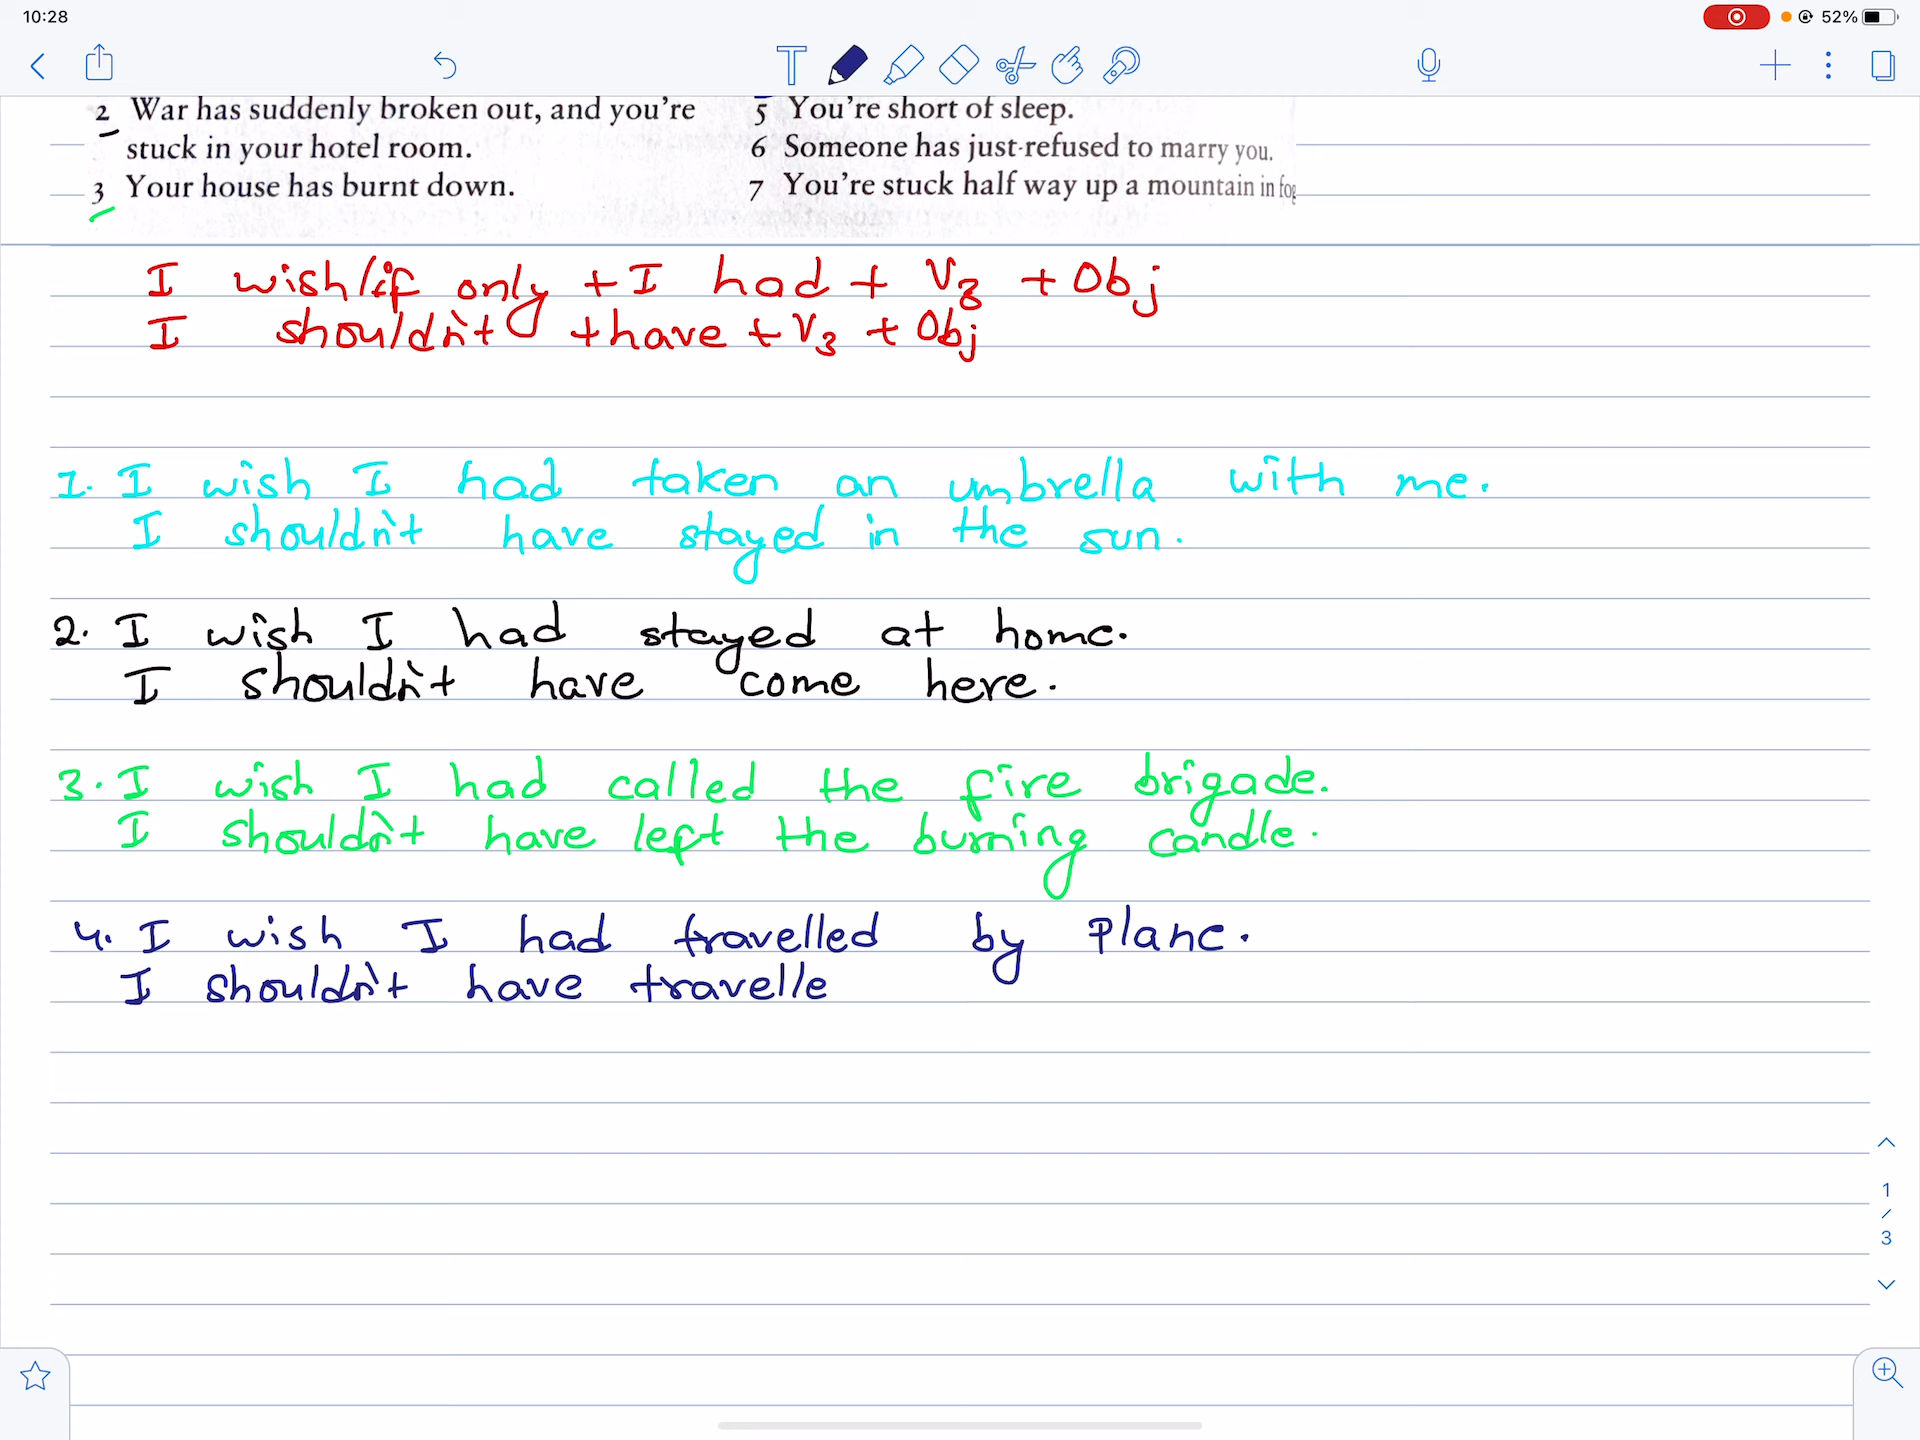 10:28
52%
2 War has suddenly broken out, and you're
stuck in your hotel room.
3 Your house has burnt down.
5 You're short of sleep.
6 Someone has just refused to marry you.
7 You're stuck half way up a mountain in fog
I wish/if only + I had + V3 + Obj
I shouldn't + have + V3 + Obj
1. I wish I had taken an umbrella with me.
I shouldn't have stayed in the sun.
2. I wish I had stayed at home.
I shouldn't have come here.
3. I wish I had called the fire brigade.
I shouldn't have left the burning candle.
4. I wish I had travelled by plane.
I shouldn't have travelle
1
/
3